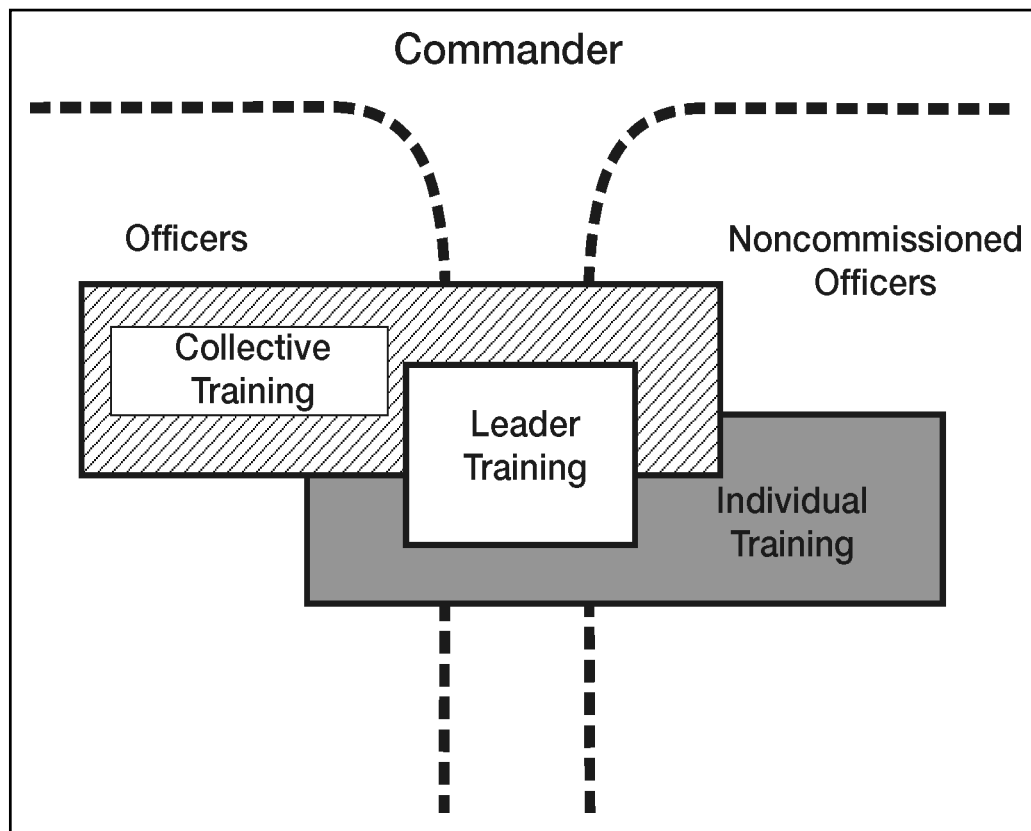 Commander
Officers
Noncommissioned
Officers
Collective
Training
Leader
Training
Individual
Training